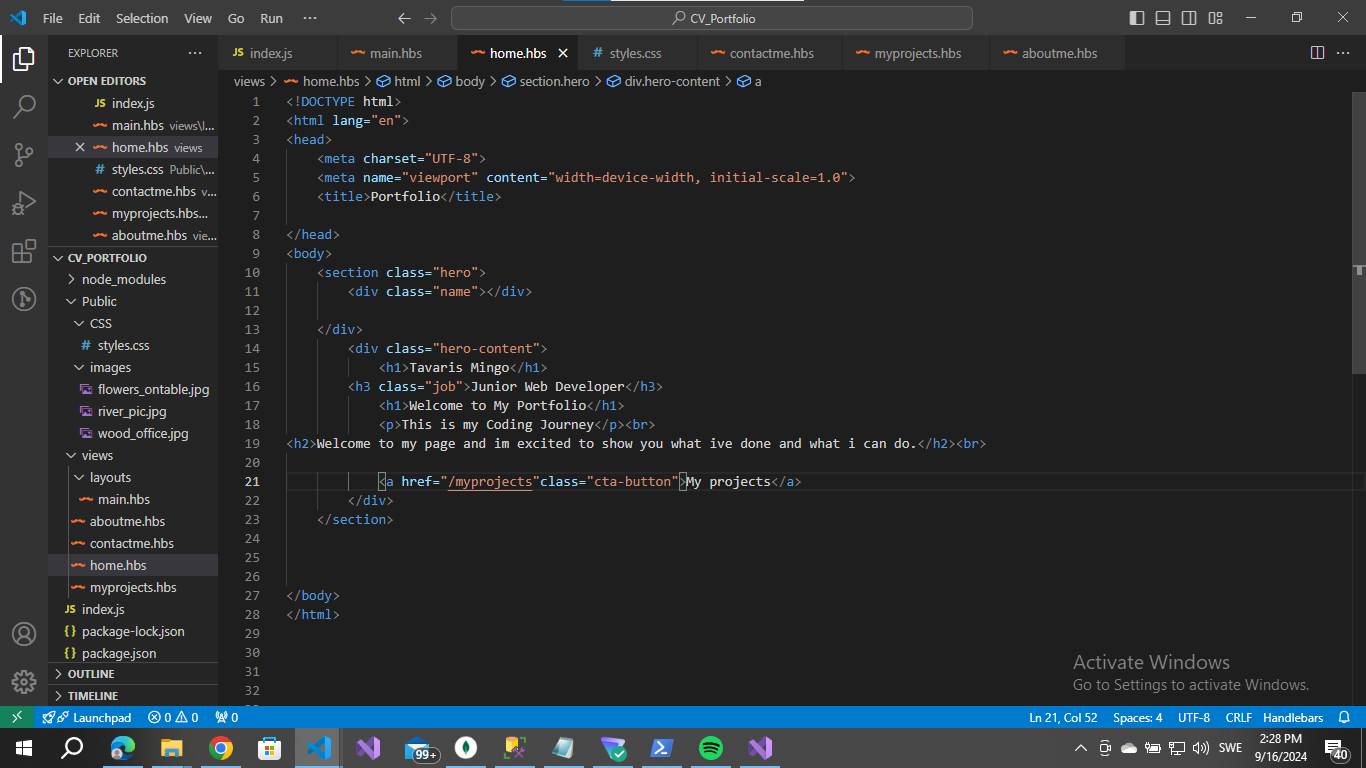 File Edit Selection View Go Run ··· CV_Portfolio
EXPLORER ···
OPEN EDITORS
JS index.js
main.hbs views\l...
home.hbs views
# styles.css Public\...
contactme.hbs v...
myprojects.hbs...
aboutme.hbs vie...
CV_PORTFOLIO
node_modules
Public
CSS
# styles.css
images
flowers_ontable.jpg
river_pic.jpg
wood_office.jpg
views
layouts
main.hbs
aboutme.hbs
contactme.hbs
home.hbs
myprojects.hbs
JS index.js
{} package-lock.json
{} package.json
OUTLINE
TIMELINE
JS index.js main.hbs home.hbs # styles.css contactme.hbs myprojects.hbs aboutme.hbs ···
views > home.hbs > html > body > section.hero > div.hero-content > a
1 <!DOCTYPE html>
2 <html lang="en">
3 <head>
4 <meta charset="UTF-8">
5 <meta name="viewport" content="width=device-width, initial-scale=1.0">
6 <title>Portfolio</title>
7
8 </head>
9 <body>
10 <section class="hero">
11 <div class="name"></div>
12
13 </div>
14 <div class="hero-content">
15 <h1>Tavaris Mingo</h1>
16 <h3 class="job">Junior Web Developer</h3>
17 <h1>Welcome to My Portfolio</h1>
18 <p>This is my Coding Journey</p><br>
19 <h2>Welcome to my page and im excited to show you what ive done and what i can do.</h2><br>
20
21 <a href="/myprojects"class="cta-button">My projects</a>
22 </div>
23 </section>
24
25
26
27 </body>
28 </html>
29
30
31
32
Activate Windows
Go to Settings to activate Windows.
Launchpad 0 0 0 Ln 21, Col 52 Spaces: 4 UTF-8 CRLF Handlebars
99+ SWE 2:28 PM 9/16/2024 40